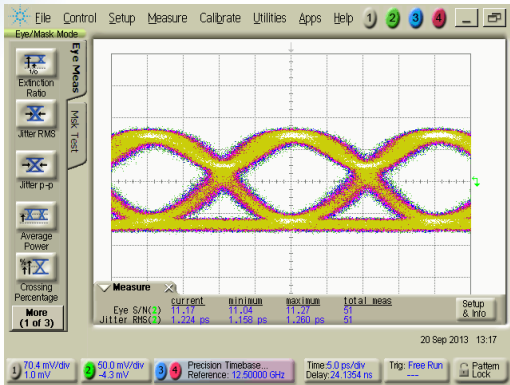 File Control Setup Measure Calibrate Utilities Apps Help 1 2 3 4
Eye/Mask Mode
Eye Meas
Msk Test
Extinction
Ratio
Jitter RMS
Jitter p-p
Average
Power
Crossing
Percentage
More
(1 of 3)
Measure
current minimum maximum total meas
Eye S/N(2) 11.17 11.04 11.27 51
Jitter RMS(2) 1.224 ps 1.158 ps 1.260 ps 51
Setup
& Info
20 Sep 2013 13:17
1 70.4 mV/div
1.0 mV
2 50.0 mV/div
-4.3 mV
3 4 Precision Timebase...
Reference: 12.50000 GHz
Time:5.0 ps/div
Delay:24.1354 ns
Trig: Free Run
---
Pattern
Lock